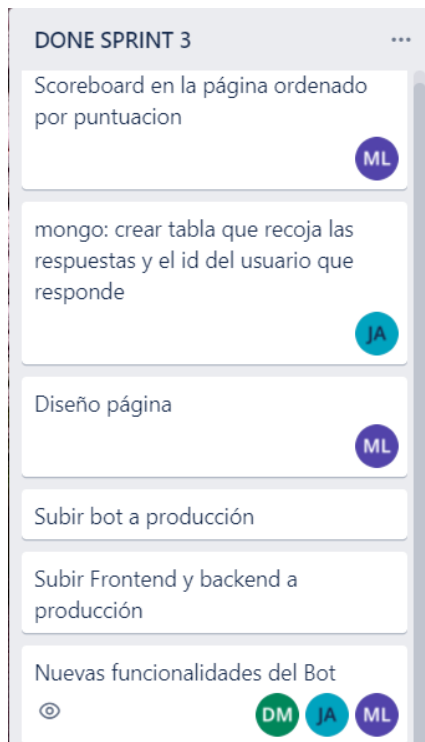 DONE SPRINT 3
Scoreboard en la página ordenado
por puntuacion
ML
mongo: crear tabla que recoja las
respuestas y el id del usuario que
responde
JA
Diseño página
ML
Subir bot a producción
Subir Frontend y backend a
producción
Nuevas funcionalidades del Bot
DM JA ML